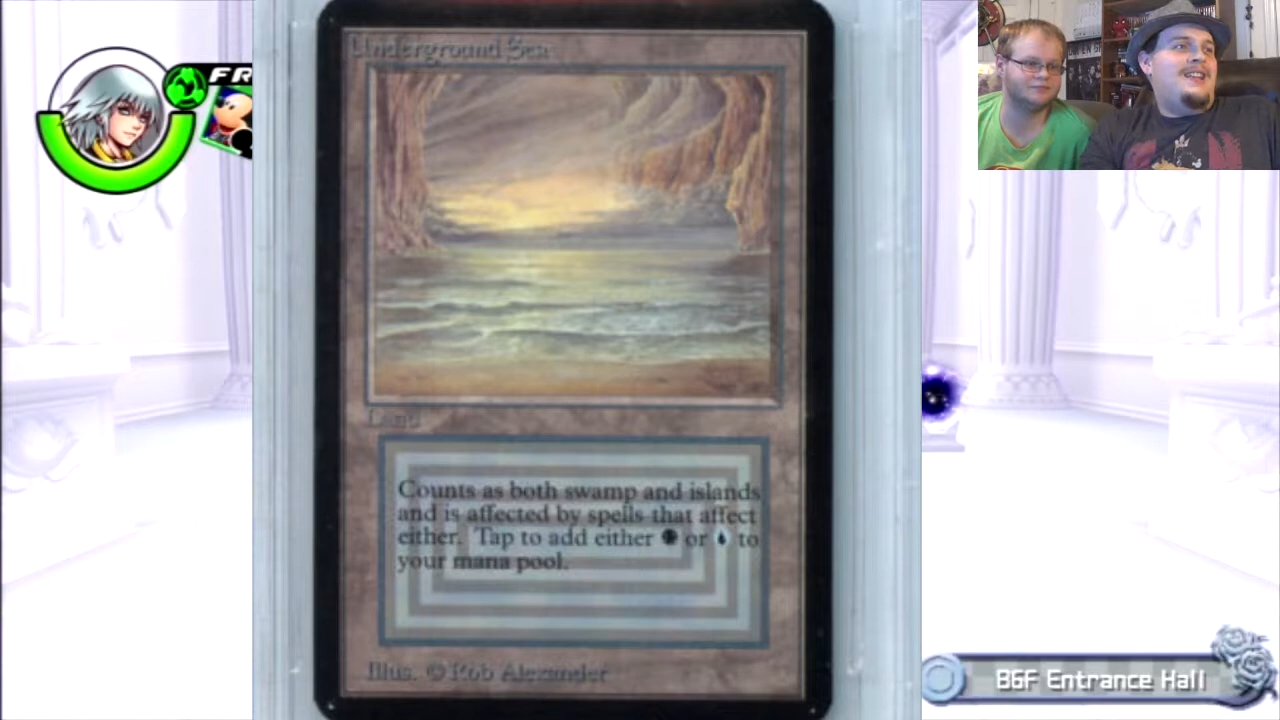 Underground Sea
FR
Land
Counts as both swamp and islands
and is affected by spells that affect
either. Tap to add either or to
your mana pool.
Illus. © Rob Alexander
B6F Entrance Hall